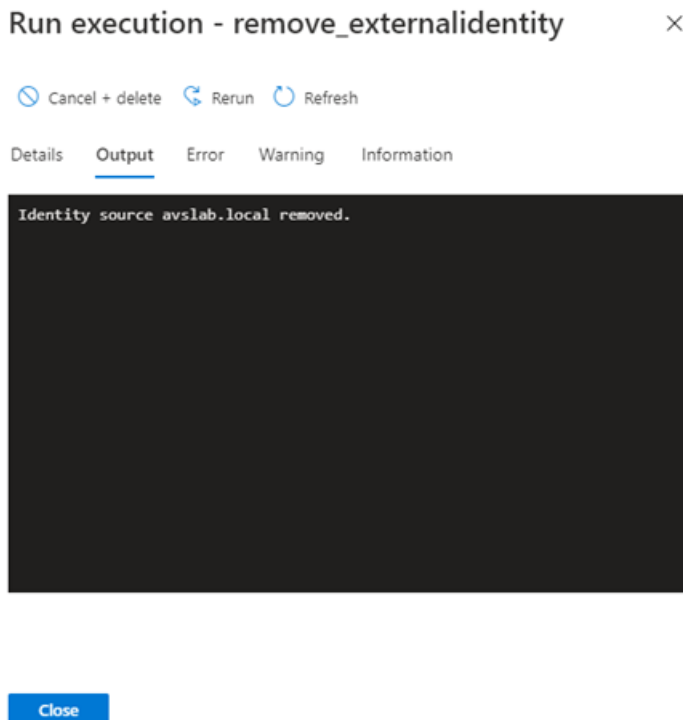 Run execution - remove_externalidentity
Cancel + delete Rerun Refresh
Details Output Error Warning Information
Identity source avslab.local removed.
Close